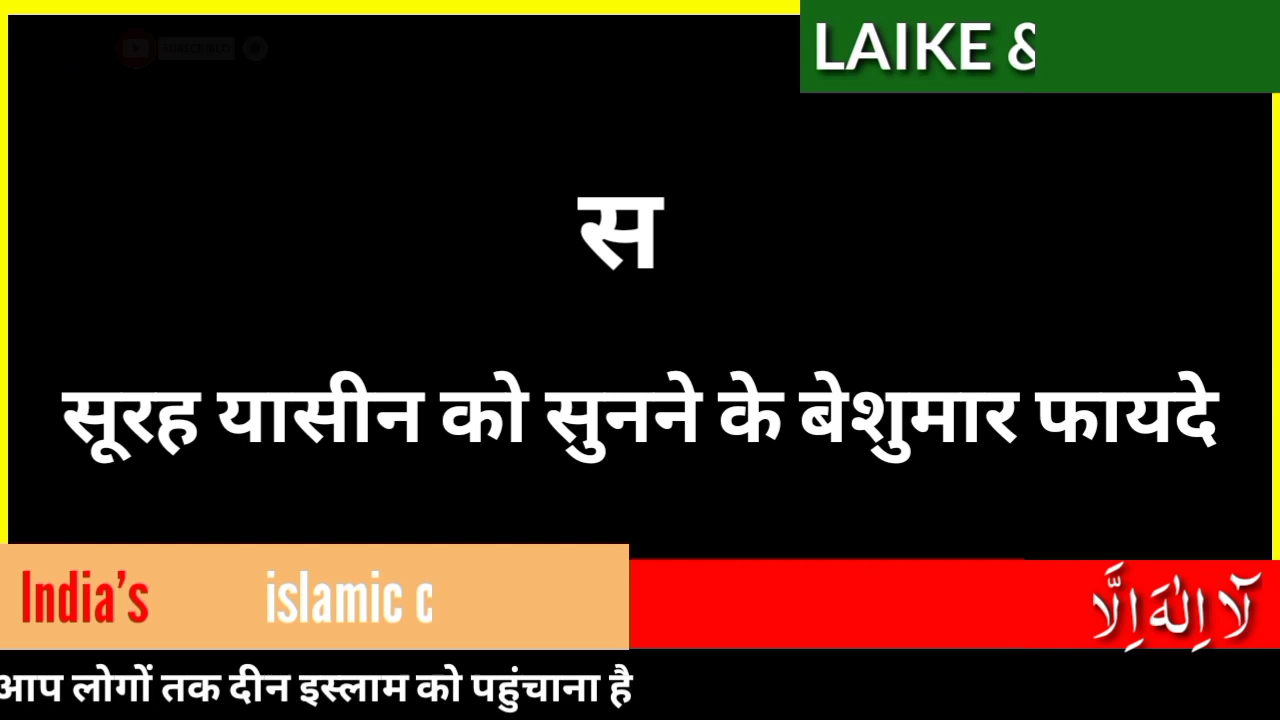 LAIKE &
स
सूरह यासीन को सुनने के बेशुमार फायदे
India's islamic c
لَآ اِلٰهَ اِلَّا
आप लोगों तक दीन इस्लाम को पहुंचाना है